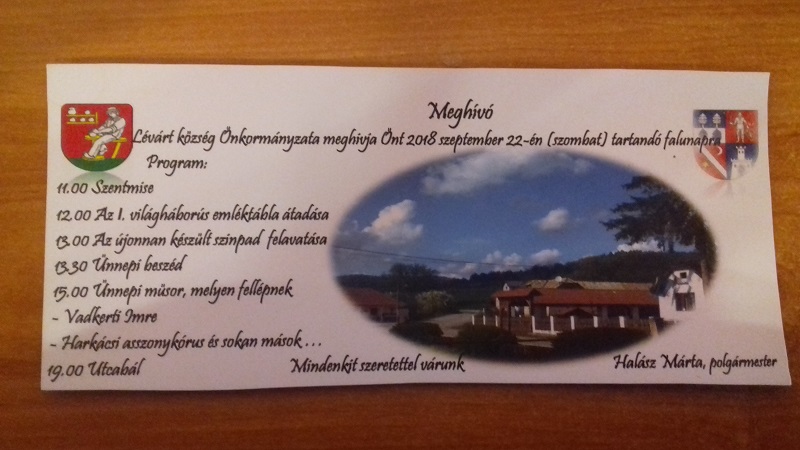 Meghívó
Lévárt község Önkormányzata meghivja Önt 2018 szeptember 22-én (szombat) tartandó falunapra
Program:
11.00 Szentmise
12.00 Az I. világháborús emléktábla átadása
13.00 Az újonnan készült szinpad felavatása
13.30 Ünnepi beszéd
15.00 Ünnepi műsor, melyen fellépnek
- Vadkerti Imre
- Harkácsi asszonykórus és sokan mások ...
19.00 Utcabál
Mindenkit szeretettel várunk
Halász Márta, polgármester